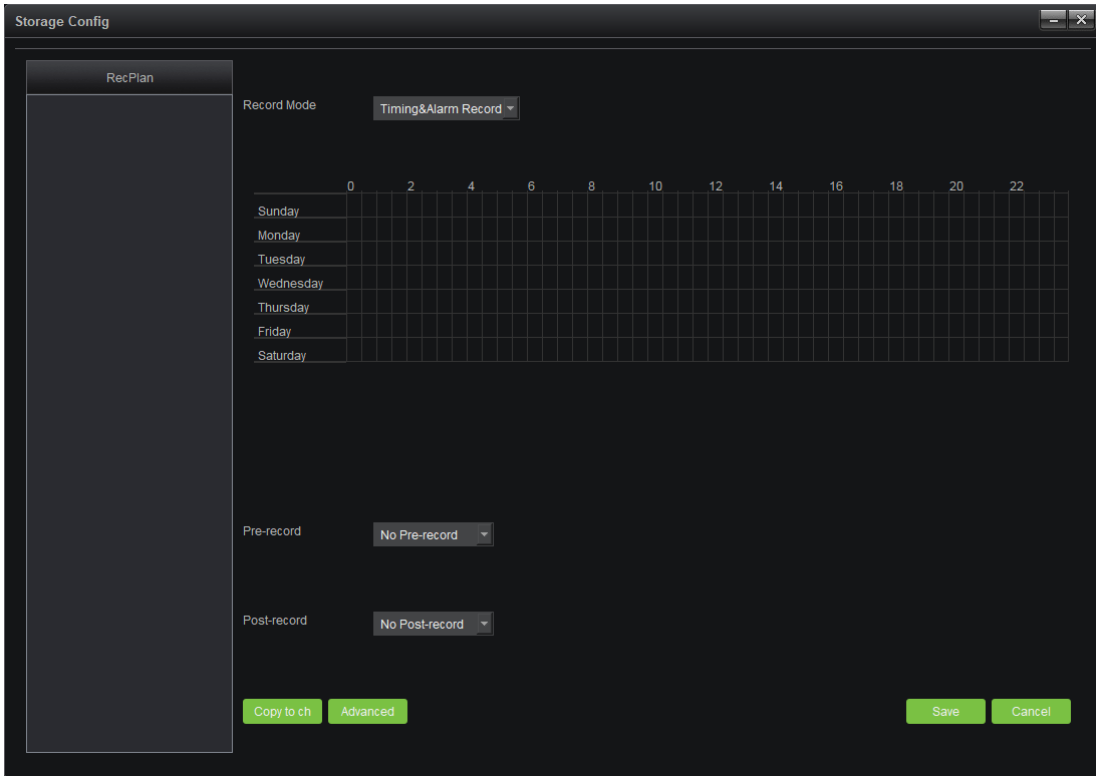 Storage Config
RecPlan
Record Mode
Timing&Alarm Record
0 2 4 6 8 10 12 14 16 18 20 22
Sunday
Monday
Tuesday
Wednesday
Thursday
Friday
Saturday
Pre-record
No Pre-record
Post-record
No Post-record
Copy to ch Advanced Save Cancel